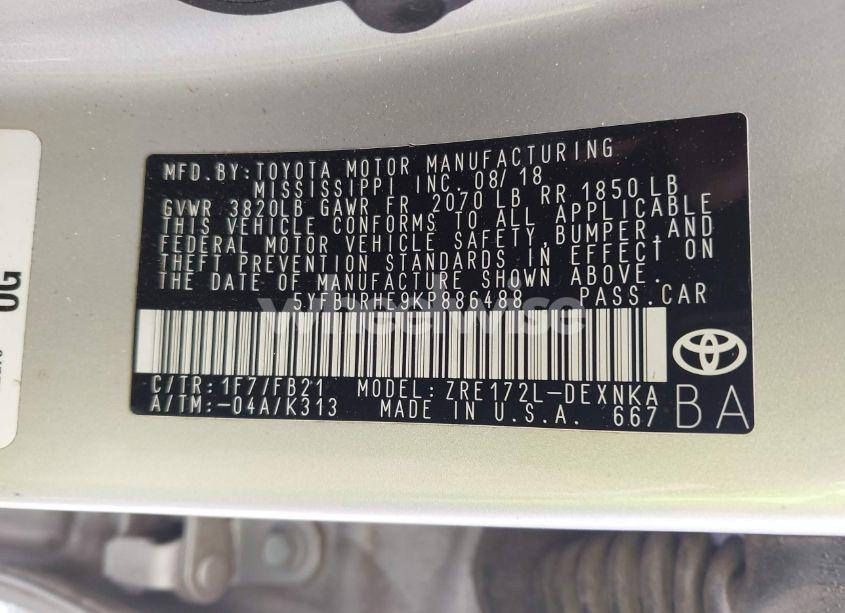 MFD.BY:TOYOTA MOTOR MANUFACTURING
MISSISSIPPI INC. 08/18
GVWR 3820LB GAWR FR 2070 LB RR 1850 LB
THIS VEHICLE CONFORMS TO ALL APPLICABLE
FEDERAL MOTOR VEHICLE SAFETY, BUMPER, AND
THEFT PREVENTION STANDARDS IN EFFECT ON
THE DATE OF MANUFACTURE SHOWN ABOVE.
PASS.CAR
wheelwise
C/TR:1F7/FB21 MODEL:ZRE172L-DEXNKA
A/TM:-04A/K313 MADE IN U.S.A. 667
BA
OG